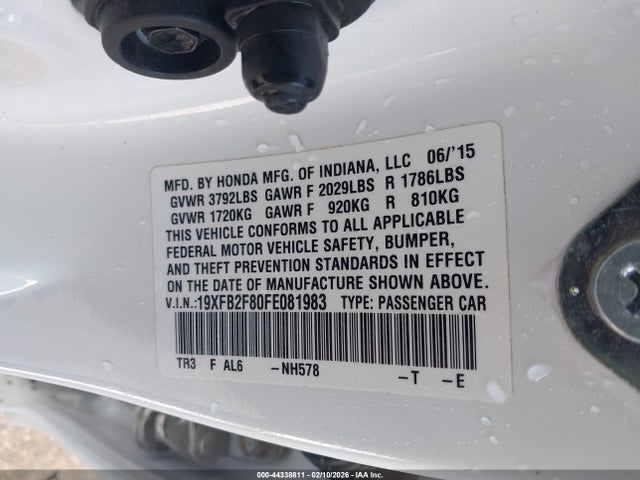 MFD. BY HONDA MFG. OF INDIANA, LLC 06/'15
GVWR 3792LBS GAWR F 2029LBS R 1786LBS
GVWR 1720KG GAWR F 920KG R 810KG
THIS VEHICLE CONFORMS TO ALL APPLICABLE
FEDERAL MOTOR VEHICLE SAFETY, BUMPER,
AND THEFT PREVENTION STANDARDS IN EFFECT
ON THE DATE OF MANUFACTURE SHOWN ABOVE.
V.I.N.:19XFB2F80FE081983 TYPE: PASSENGER CAR
TR3 F AL6 -NH578 -T -E
000-44338811 - 02/10/2026 - IAA Inc.